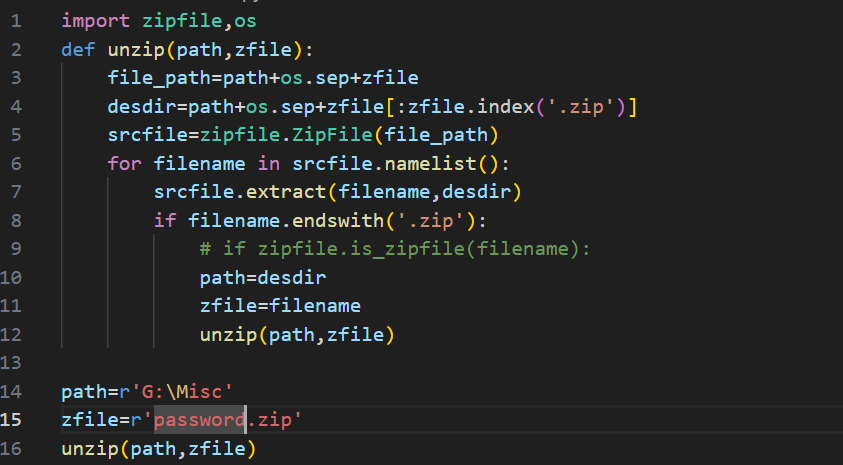 1 import zipfile,os
2 def unzip(path,zfile):
3     file_path=path+os.sep+zfile
4     desdir=path+os.sep+zfile[:zfile.index('.zip')]
5     srcfile=zipfile.ZipFile(file_path)
6     for filename in srcfile.namelist():
7         srcfile.extract(filename,desdir)
8         if filename.endswith('.zip'):
9             # if zipfile.is_zipfile(filename):
10             path=desdir
11             zfile=filename
12             unzip(path,zfile)
13
14 path=r'G:\Misc'
15 zfile=r'password.zip'
16 unzip(path,zfile)